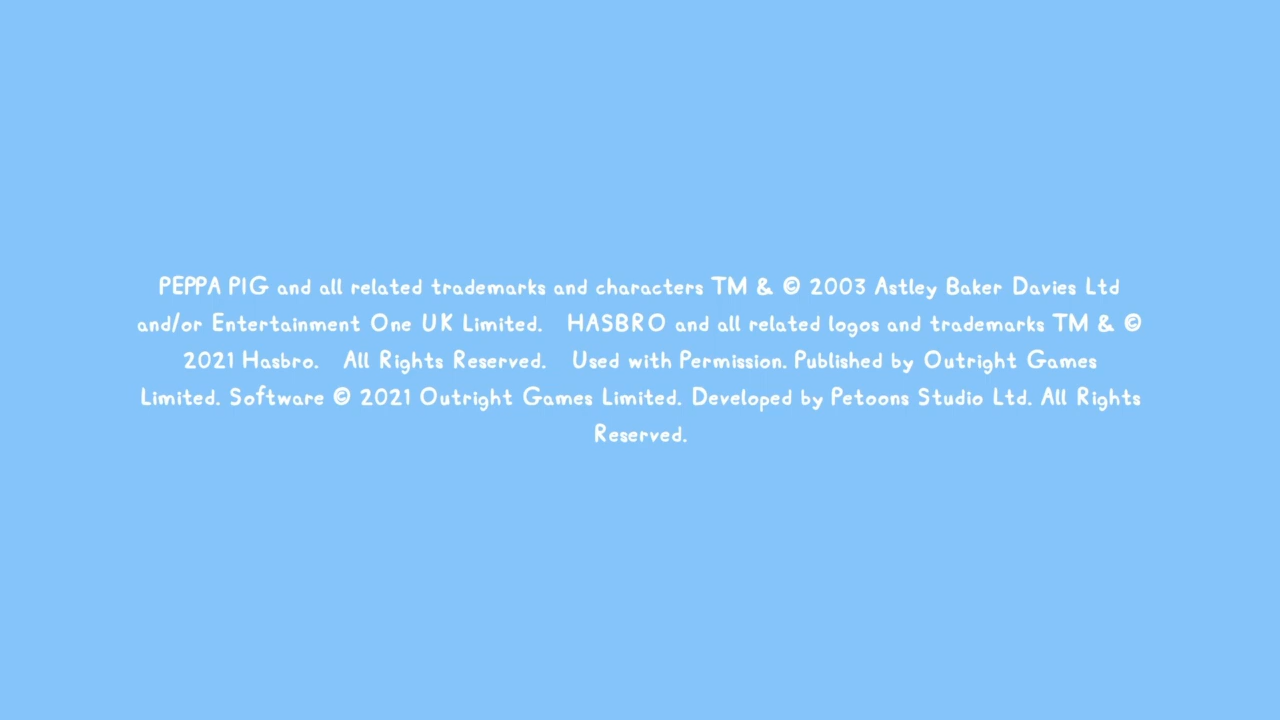 PEPPA PIG and all related trademarks and characters TM & © 2003 Astley Baker Davies Ltd
and/or Entertainment One UK Limited. HASBRO and all related logos and trademarks TM & ©
2021 Hasbro. All Rights Reserved. Used with Permission. Published by Outright Games
Limited. Software © 2021 Outright Games Limited. Developed by Petoons Studio Ltd. All Rights
Reserved.